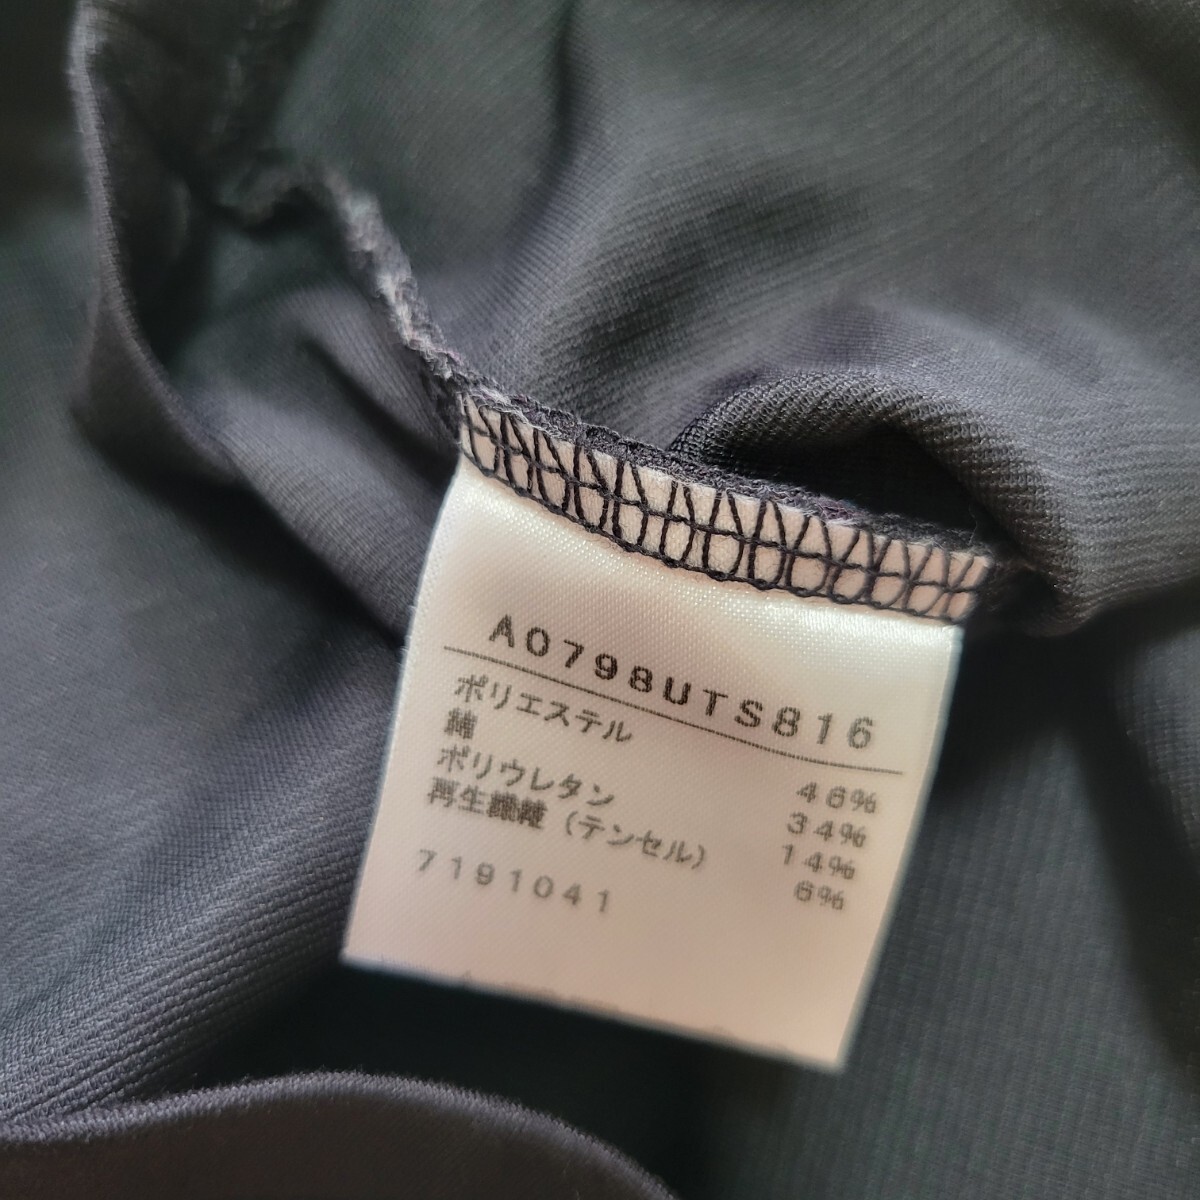 A0798UTS816
ポリエステル 46%
綿 34%
ポリウレタン 14%
再生繊維(テンセル) 6%
7191041